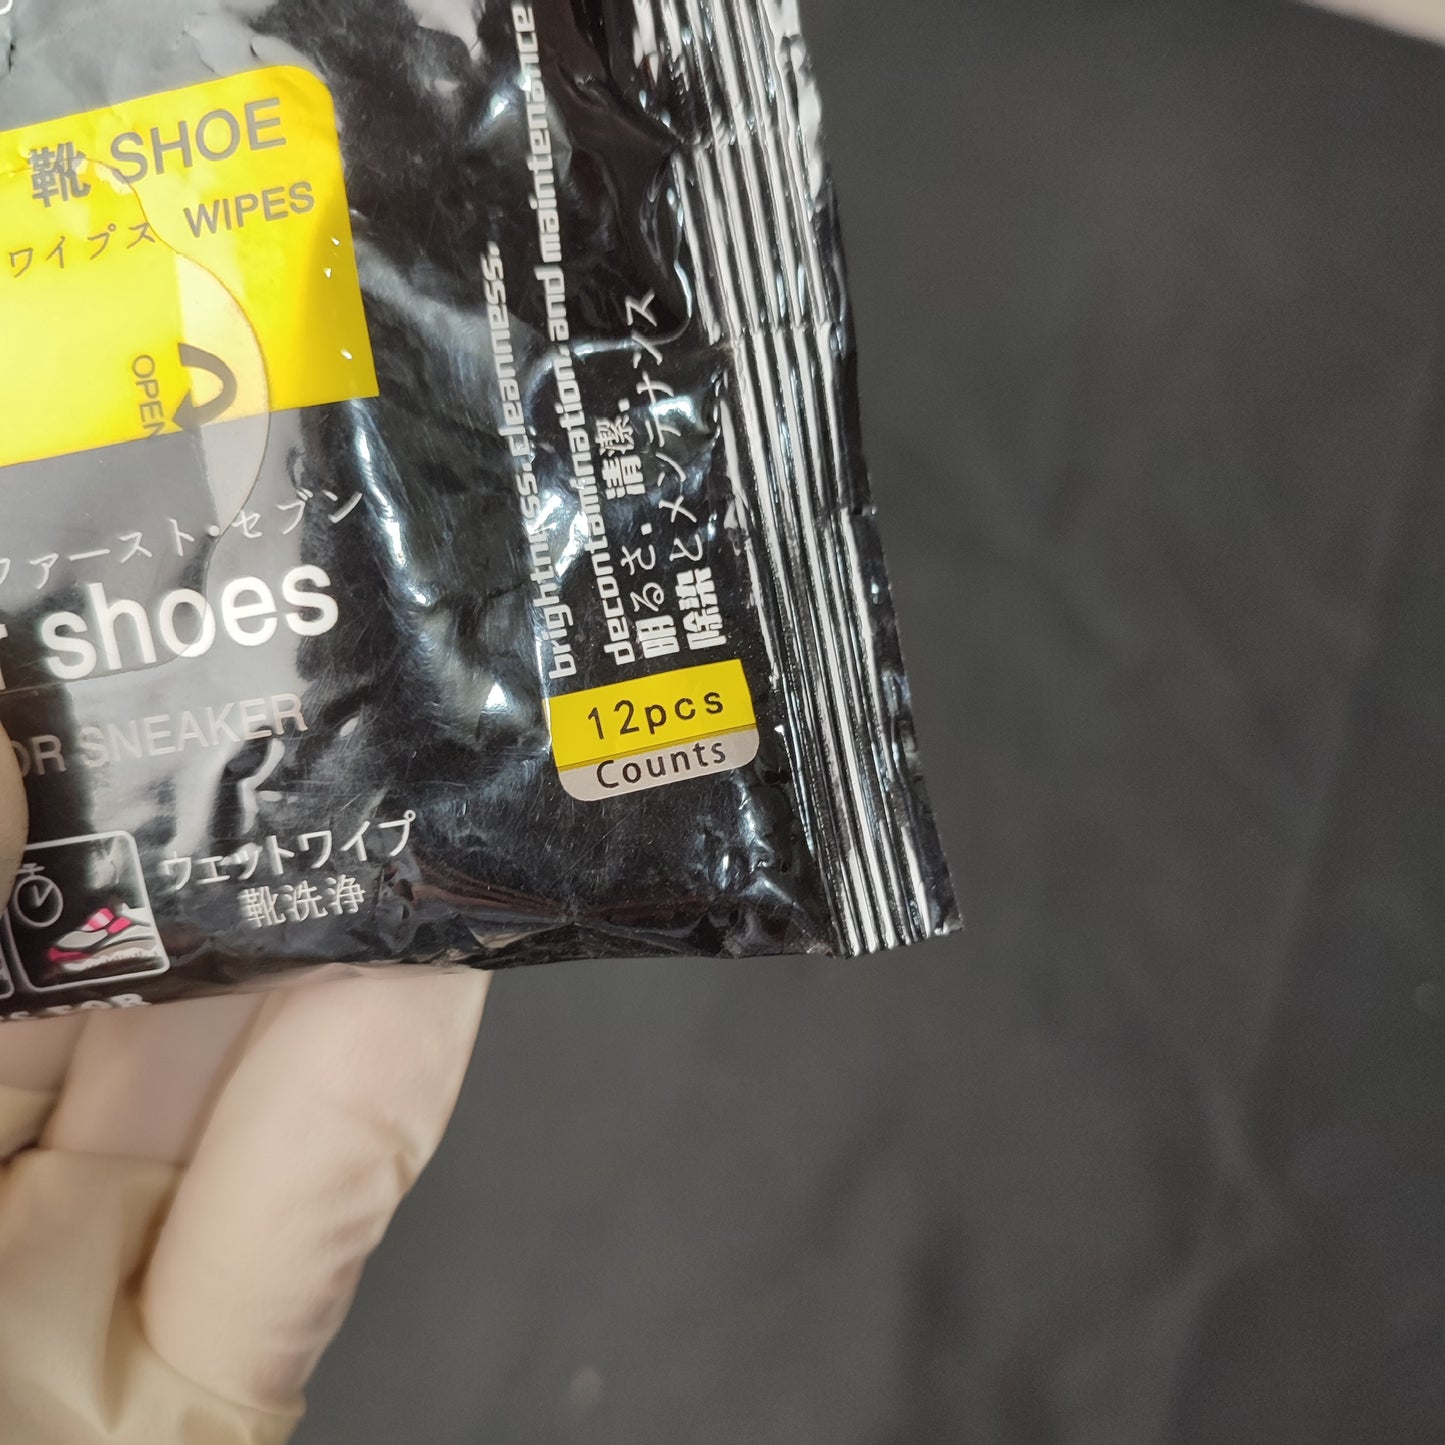 靴 SHOE
ワイプス WIPES
OPEN
ファースト・セブン
shoes
SNEAKER
ウェットワイプ
靴洗浄
brightness.cleanness.
decontamination.and maintenance
明るさ.清潔.
除染とメンテナンス
12pcs
Counts
FOR